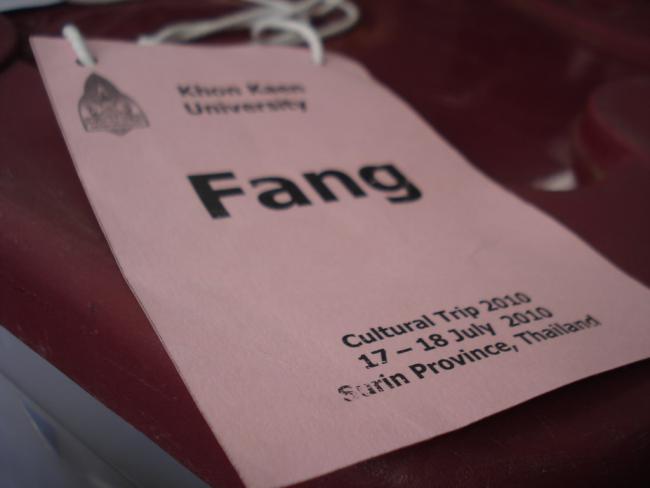 Khon Kaen
University
Fang
Cultural Trip 2010
17 – 18 July 2010
Surin Province, Thailand